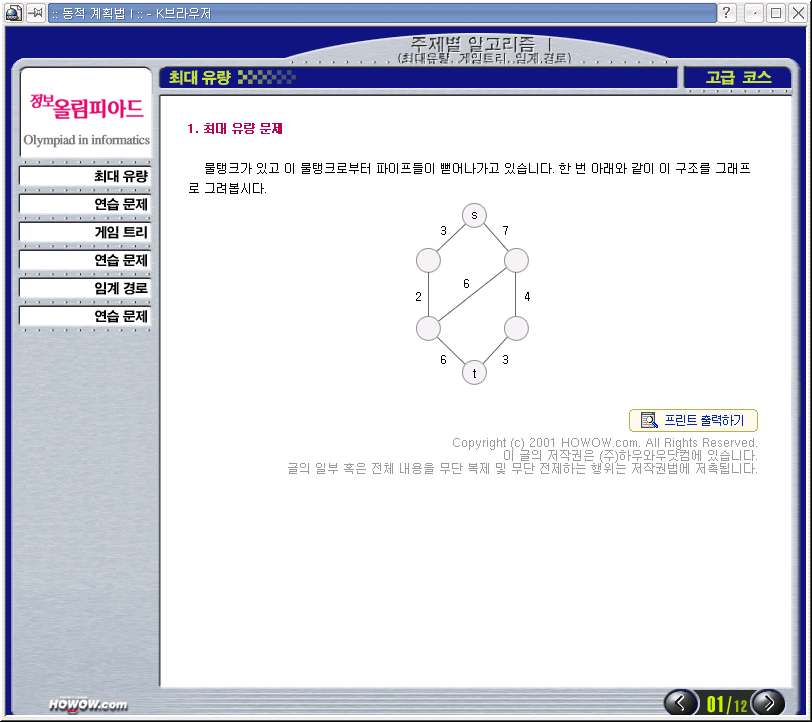 :: 동적 계획법 I :: - K브라우저
주제별 알고리즘 I
(최대유량, 게임트리, 임계경로)
최대 유량
고급 코스
정보올림피아드
Olympiad in informatics
최대 유량
연습 문제
게임 트리
연습 문제
임계 경로
연습 문제
1. 최대 유량 문제
물탱크가 있고 이 물탱크로부터 파이프들이 뻗어나가고 있습니다. 한 번 아래와 같이 이 구조를 그래프
로 그려봅시다.
s
3
7
6
2
4
6
3
t
프린트 출력하기
Copyright (c) 2001 HOWOW.com. All Rights Reserved.
이 글의 저작권은 (주)하우와우닷컴에 있습니다.
글의 일부 혹은 전체 내용을 무단 복제 및 무단 전제하는 행위는 저작권법에 저촉됩니다.
HOWOW.com
01/12